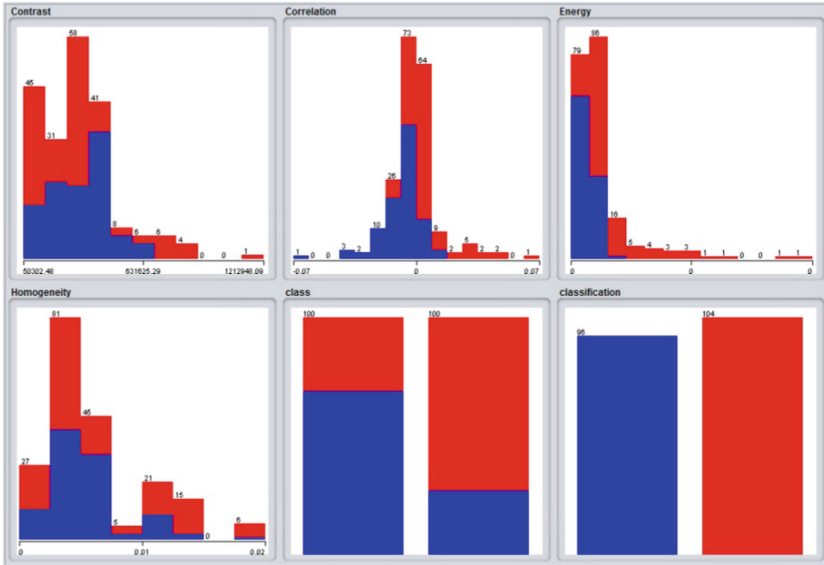 Contrast
45 31 58 41 8 6 6 4 0 0 1
50302.48 631625.29 1212948.09
Correlation
1 0 0 3 2 10 26 73 64 9 2 5 2 2 0 1
-0.07 0 0.07
Energy
79 86 16 5 4 3 3 1 1 0 0 1 1
0 0 0
Homogeneity
27 81 45 5 21 15 0 6
0 0.01 0.02
class
100 100
classification
96 104